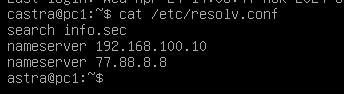 castra@pc1:~$ cat /etc/resolv.conf
search info.sec
nameserver 192.168.100.10
nameserver 77.88.8.8
astra@pc1:~$